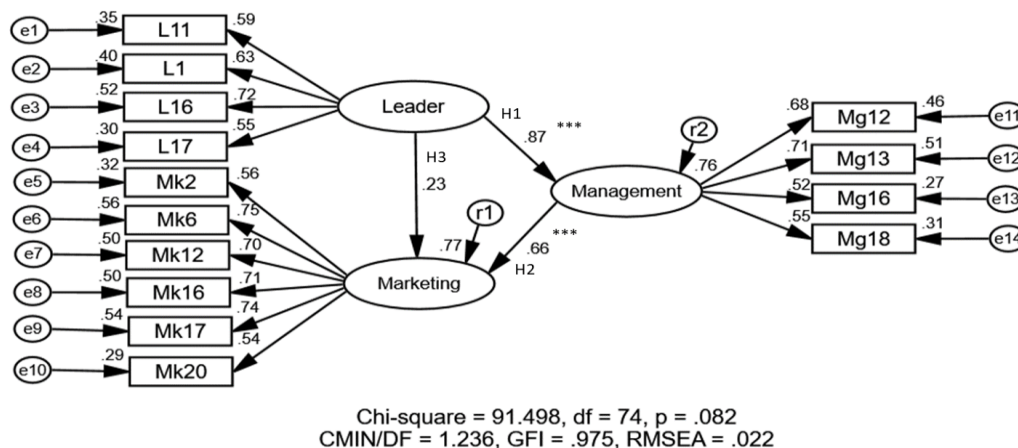 e1 .35 L11 .59
e2 .40 L1 .63
e3 .52 L16 .72
e4 .30 L17 .55
e5 .32 Mk2 .56
e6 .56 Mk6 .75
e7 .50 Mk12 .70
e8 .50 Mk16 .71
e9 .54 Mk17 .74
e10 .29 Mk20 .54
Leader
H1
.87 ***
H3
.23
r1
.77
Marketing
r2
.76
Management
***
.66
H2
.68 Mg12 .46 e11
.71 Mg13 .51 e12
.52 Mg16 .27 e13
.55 Mg18 .31 e14
Chi-square = 91.498, df = 74, p = .082
CMIN/DF = 1.236, GFI = .975, RMSEA = .022